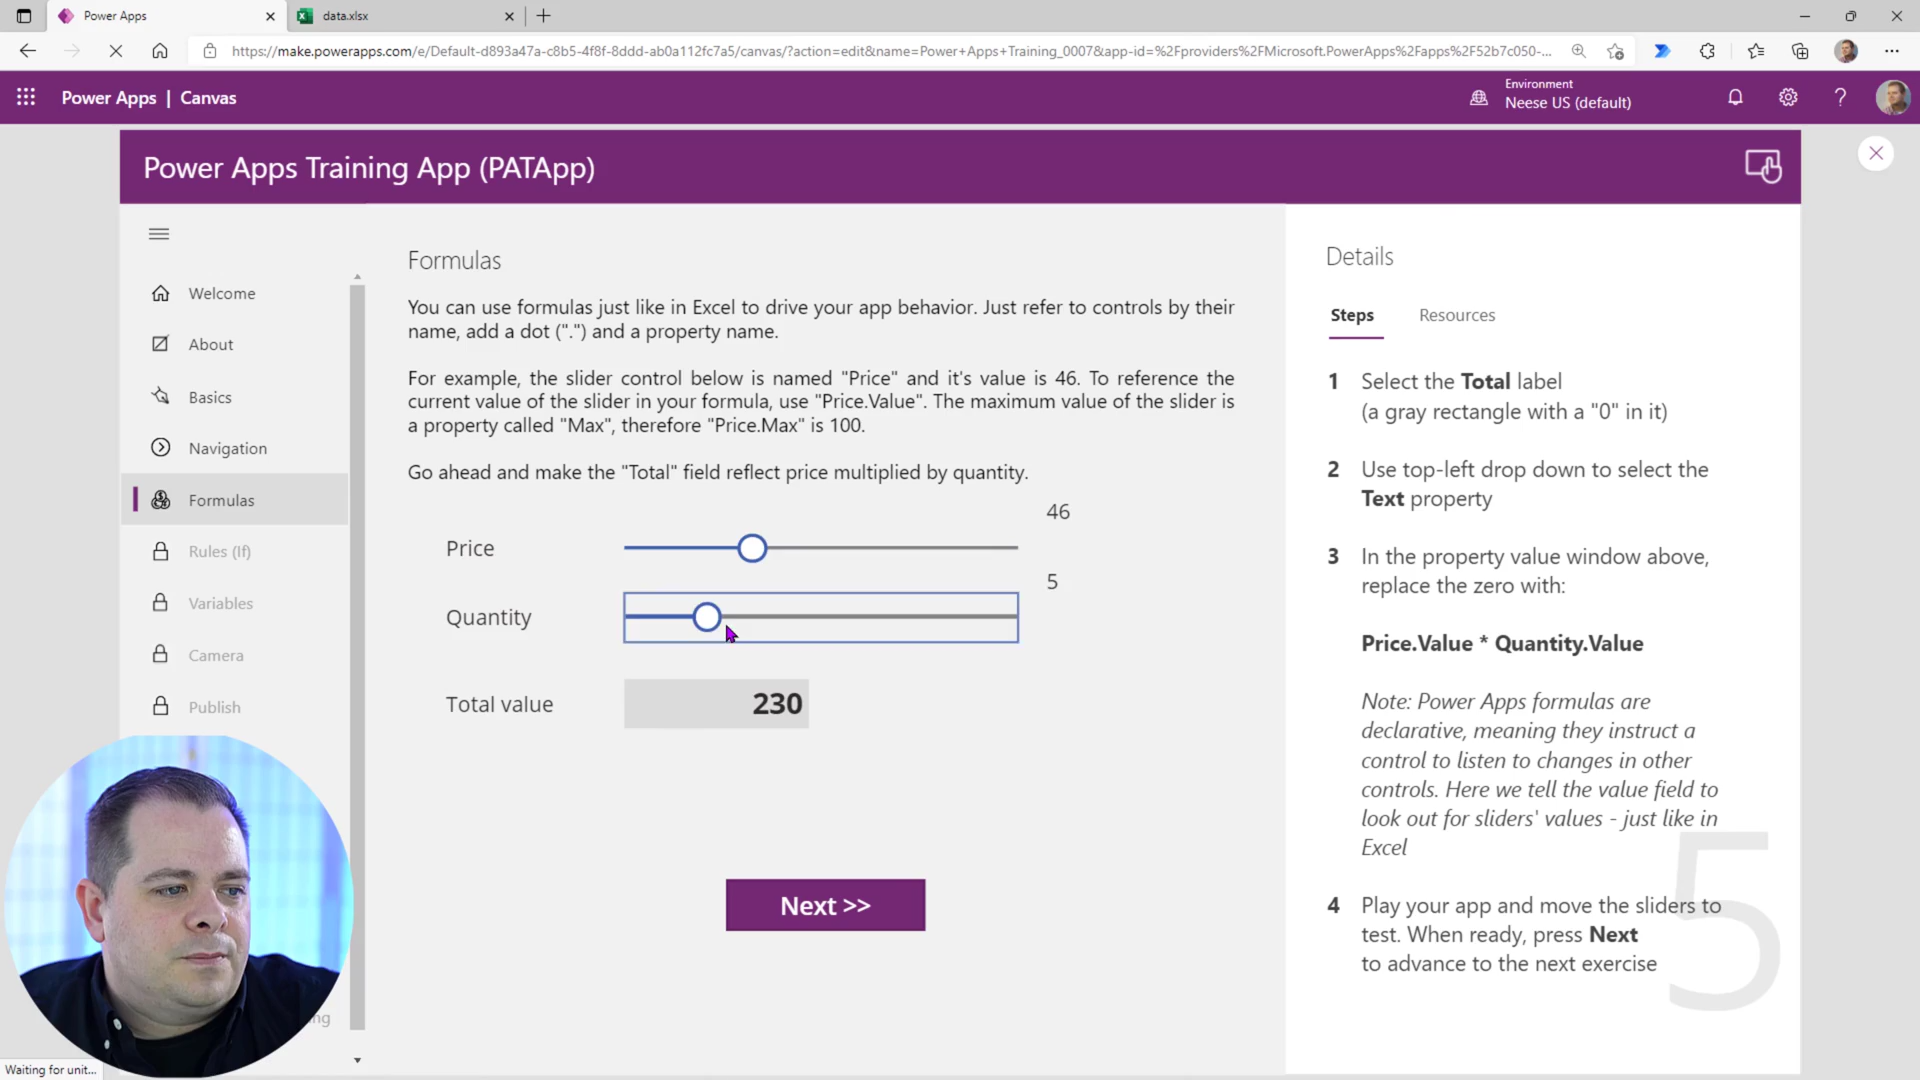 Power Apps
data.xlsx
https://make.powerapps.com/e/Default-d893a47a-c8b5-4f8f-8ddd-ab0a112fc7a5/canvas/?action=edit&name=Power+Apps+Training_0007&app-id=%2Fproviders%2FMicrosoft.PowerApps%2Fapps%2F52b7c050-...
Power Apps | Canvas
Environment
Neese US (default)
Power Apps Training App (PATApp)
Welcome
About
Basics
Navigation
Formulas
Rules (If)
Variables
Camera
Publish
ng
Formulas
You can use formulas just like in Excel to drive your app behavior. Just refer to controls by their
name, add a dot (".") and a property name.
For example, the slider control below is named "Price" and it's value is 46. To reference the
current value of the slider in your formula, use "Price.Value". The maximum value of the slider is
a property called "Max", therefore "Price.Max" is 100.
Go ahead and make the "Total" field reflect price multiplied by quantity.
46
Price
5
Quantity
Total value
230
Next >>
Details
Steps
Resources
1 Select the Total label
(a gray rectangle with a "0" in it)
2 Use top-left drop down to select the
Text property
3 In the property value window above,
replace the zero with:
Price.Value * Quantity.Value
Note: Power Apps formulas are
declarative, meaning they instruct a
control to listen to changes in other
controls. Here we tell the value field to
look out for sliders' values - just like in
Excel
4 Play your app and move the sliders to
test. When ready, press Next
to advance to the next exercise
5
Waiting for unit...